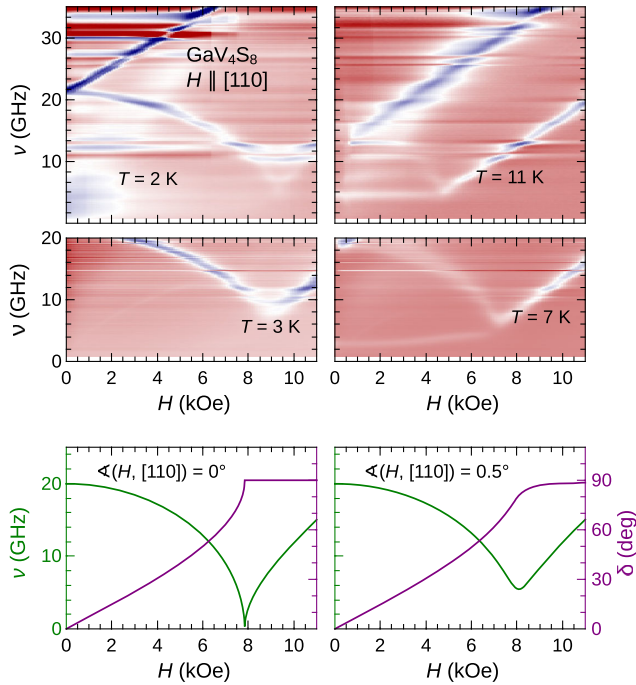 30
20
10
0
ν (GHz)
GaV₄S₈
H ∥ [110]
T = 2 K
T = 11 K
20
10
0
ν (GHz)
T = 3 K
T = 7 K
0 2 4 6 8 10
0 2 4 6 8 10
H (kOe)
H (kOe)
∢(H, [110]) = 0°
∢(H, [110]) = 0.5°
20
10
0
ν (GHz)
90
60
30
0
δ (deg)
0 2 4 6 8 10
0 2 4 6 8 10
H (kOe)
H (kOe)